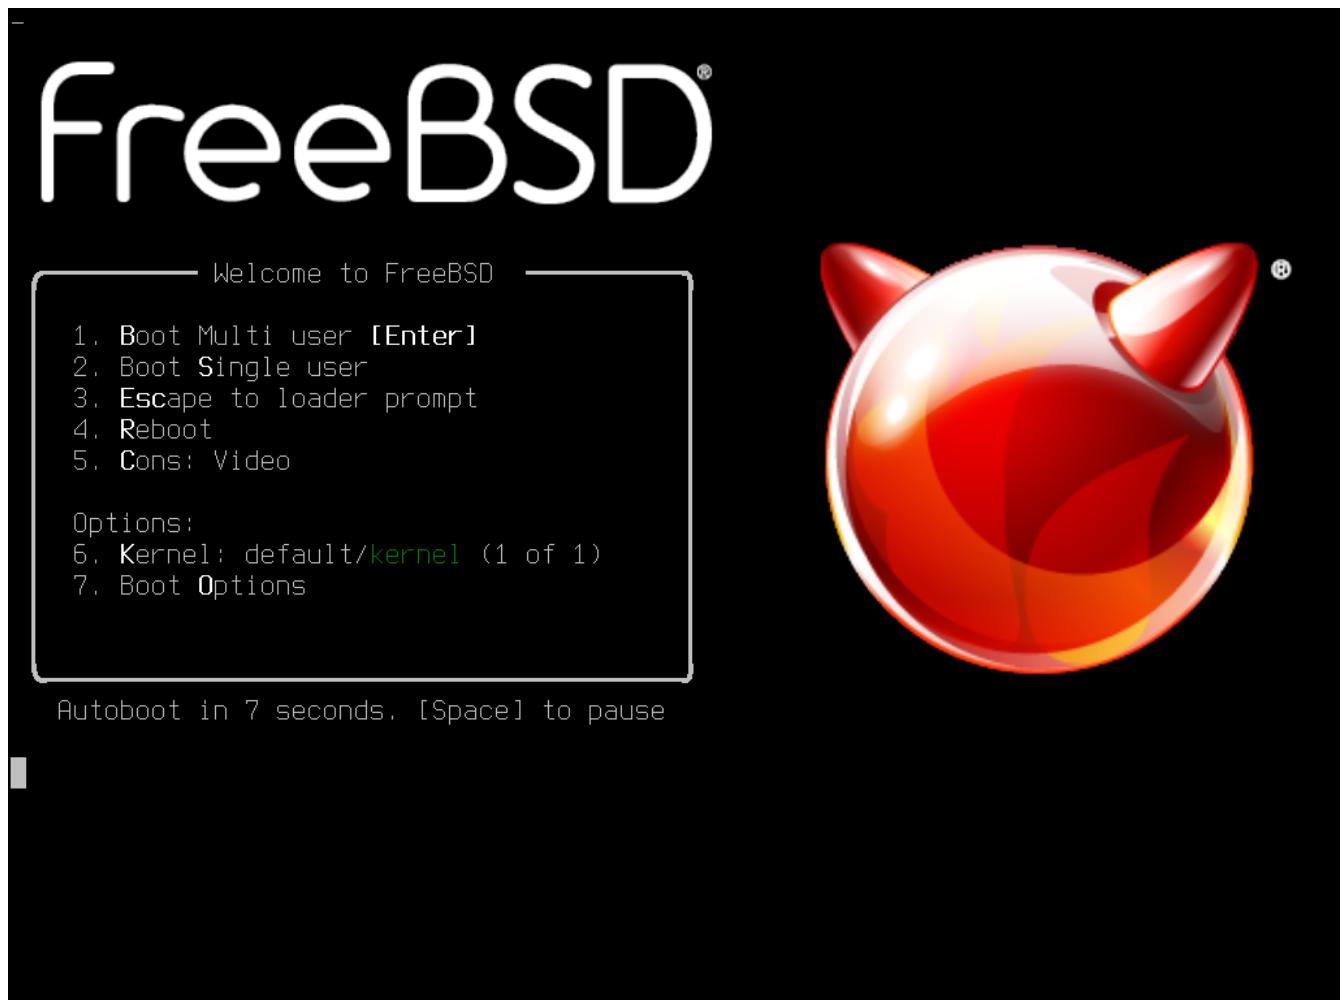 FreeBSD®
Welcome to FreeBSD
1. Boot Multi user [Enter]
2. Boot Single user
3. Escape to loader prompt
4. Reboot
5. Cons: Video
Options:
6. Kernel: default/kernel (1 of 1)
7. Boot Options
Autoboot in 7 seconds. [Space] to pause
®